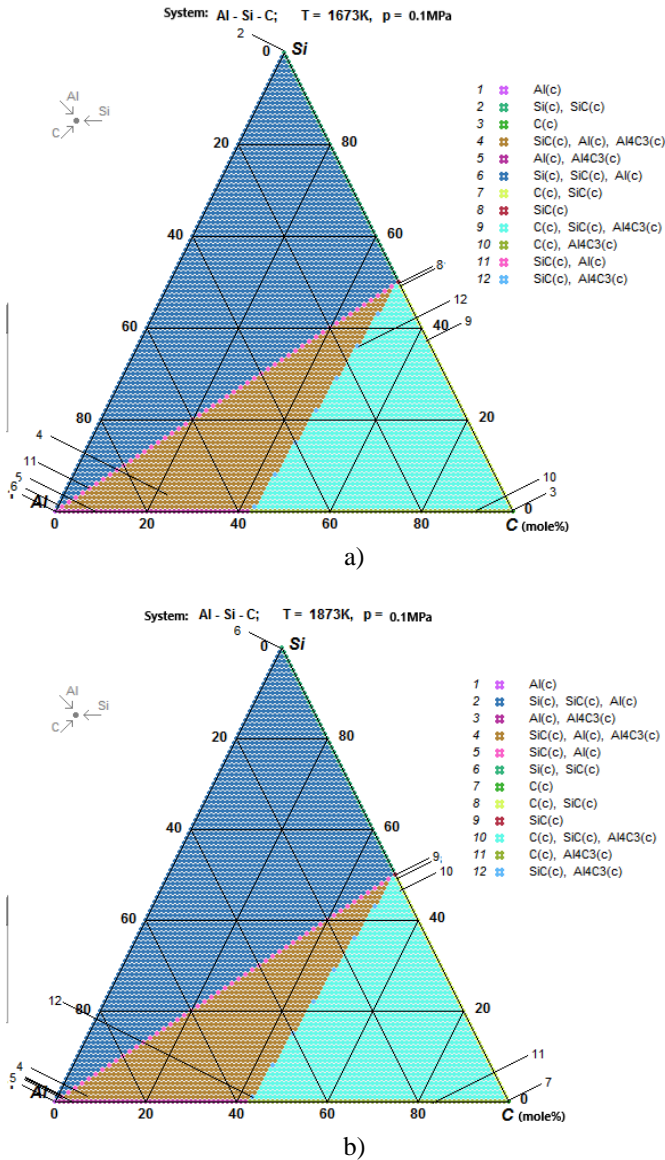 System: Al - Si - C; T = 1673K, p = 0.1MPa
2
0 Si
Al
Si
C
1 Al(c)
2 Si(c), SiC(c)
3 C(c)
4 SiC(c), Al(c), Al4C3(c)
5 Al(c), Al4C3(c)
6 Si(c), SiC(c), Al(c)
7 C(c), SiC(c)
8 SiC(c)
9 C(c), SiC(c), Al4C3(c)
10 C(c), Al4C3(c)
11 SiC(c), Al(c)
12 SiC(c), Al4C3(c)
20 80
40 60
8
12
60 40 9
80 20
4
11
5
6
10
3
Al 0
0 20 40 60 80 C (mole%)
a)
System: Al - Si - C; T = 1873K, p = 0.1MPa
6
0 Si
Al
Si
C
1 Al(c)
2 Si(c), SiC(c), Al(c)
3 Al(c), Al4C3(c)
4 SiC(c), Al(c), Al4C3(c)
5 SiC(c), Al(c)
6 Si(c), SiC(c)
7 C(c)
8 C(c), SiC(c)
9 SiC(c)
10 C(c), SiC(c), Al4C3(c)
11 C(c), Al4C3(c)
12 SiC(c), Al4C3(c)
20 80
40 60
9
10
60 40
12
80 20
4
5
11
7
Al 0
0 20 40 60 80 C (mole%)
b)